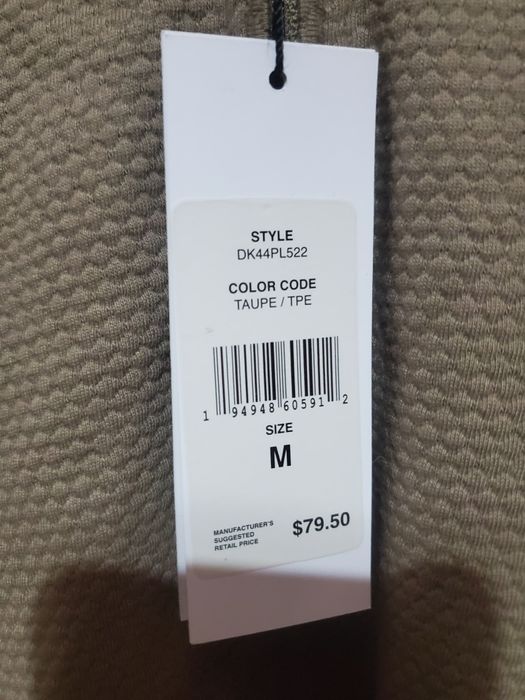 STYLE
DK44PL522
COLOR CODE
TAUPE / TPE
1 94948 60591 2
SIZE
M
MANUFACTURER'S
SUGGESTED
RETAIL PRICE
$79.50